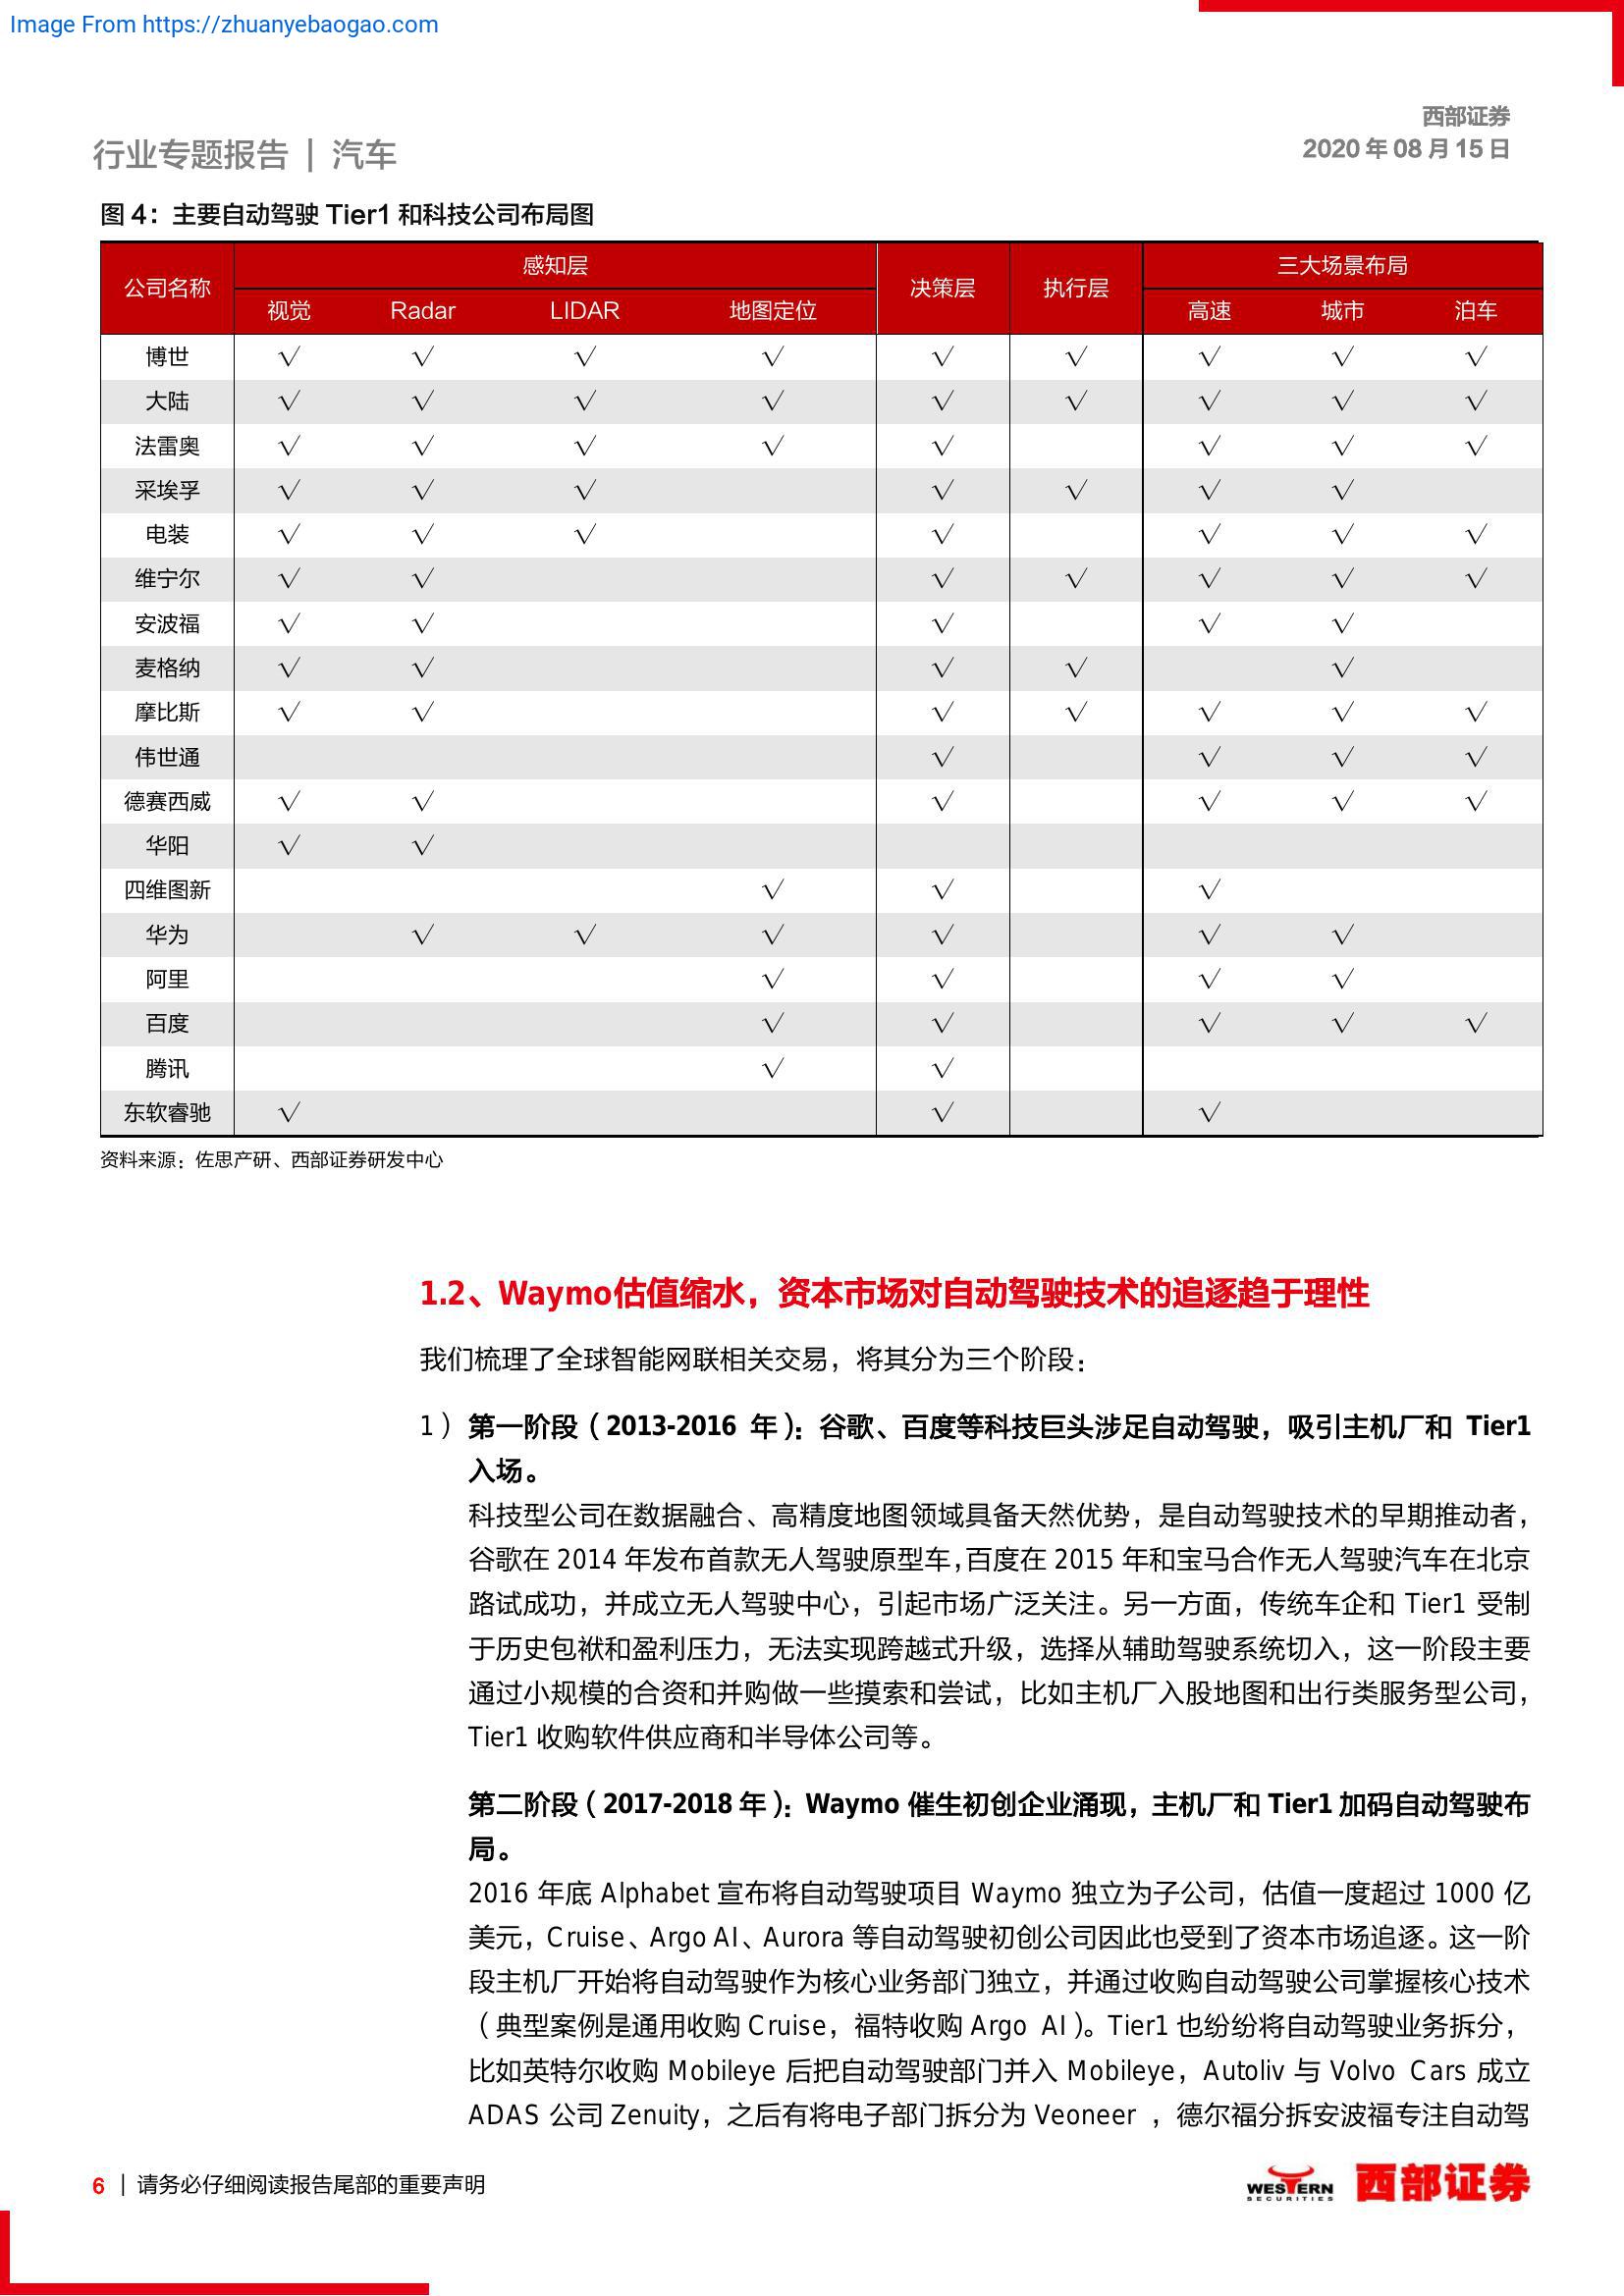 Image From https://zhuanyebaogao.com
西部证券
行业专题报告 | 汽车
2020 年 08 月 15 日
图 4：主要自动驾驶 Tier1 和科技公司布局图
公司名称 感知层 决策层 执行层 三大场景布局
视觉 Radar LIDAR 地图定位 高速 城市 泊车
博世 √ √ √ √ √ √ √ √ √
大陆 √ √ √ √ √ √ √ √ √
法雷奥 √ √ √ √ √ √ √ √
采埃孚 √ √ √ √ √ √ √
电装 √ √ √ √ √ √ √
维宁尔 √ √ √ √ √ √ √
安波福 √ √ √ √ √
麦格纳 √ √ √ √ √
摩比斯 √ √ √ √ √ √ √
伟世通 √ √ √ √
德赛西威 √ √ √ √ √ √
华阳 √ √
四维图新 √ √ √
华为 √ √ √ √ √ √
阿里 √ √ √ √
百度 √ √ √ √ √
腾讯 √ √
东软睿驰 √ √ √
资料来源：佐思产研、西部证券研发中心
1.2、Waymo估值缩水，资本市场对自动驾驶技术的追逐趋于理性
我们梳理了全球智能网联相关交易，将其分为三个阶段：
1） 第一阶段（2013-2016 年）：谷歌、百度等科技巨头涉足自动驾驶，吸引主机厂和 Tier1
入场。
科技型公司在数据融合、高精度地图领域具备天然优势，是自动驾驶技术的早期推动者，
谷歌在 2014 年发布首款无人驾驶原型车，百度在 2015 年和宝马合作无人驾驶汽车在北京
路试成功，并成立无人驾驶中心，引起市场广泛关注。另一方面，传统车企和 Tier1 受制
于历史包袱和盈利压力，无法实现跨越式升级，选择从辅助驾驶系统切入，这一阶段主要
通过小规模的合资和并购做一些摸索和尝试，比如主机厂入股地图和出行类服务型公司，
Tier1 收购软件供应商和半导体公司等。
第二阶段（2017-2018 年）：Waymo 催生初创企业涌现，主机厂和 Tier1 加码自动驾驶布
局。
2016 年底 Alphabet 宣布将自动驾驶项目 Waymo 独立为子公司，估值一度超过 1000 亿
美元，Cruise、Argo AI、Aurora 等自动驾驶初创公司因此也受到了资本市场追逐。这一阶
段主机厂开始将自动驾驶作为核心业务部门独立，并通过收购自动驾驶公司掌握核心技术
（典型案例是通用收购 Cruise，福特收购 Argo AI）。Tier1 也纷纷将自动驾驶业务拆分，
比如英特尔收购 Mobileye 后把自动驾驶部门并入 Mobileye，Autoliv 与 Volvo Cars 成立
ADAS 公司 Zenuity，之后有将电子部门拆分为 Veoneer ，德尔福分拆安波福专注自动驾
6 | 请务必仔细阅读报告尾部的重要声明
WESTERN
SECURITIES
西部证券